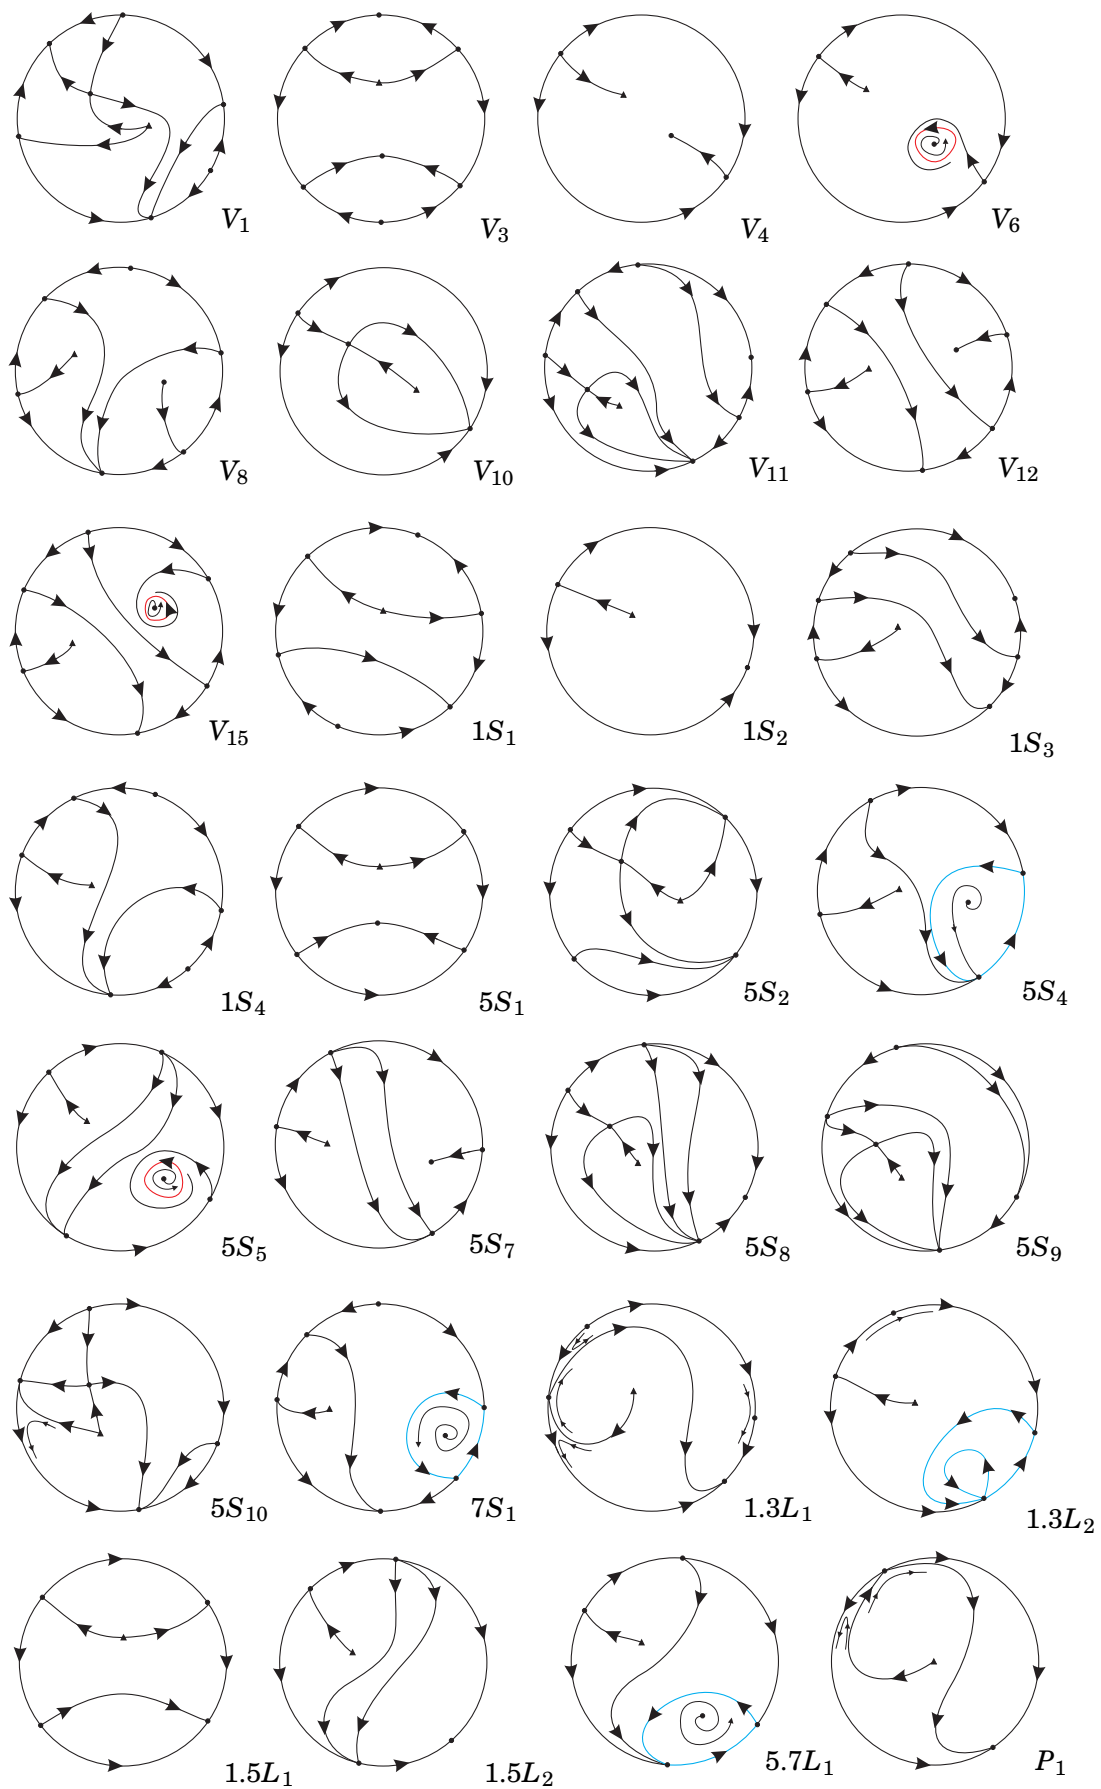 V₁ V₃ V₄ V₆
V₈ V₁₀ V₁₁ V₁₂
V₁₅ 1S₁ 1S₂ 1S₃
1S₄ 5S₁ 5S₂ 5S₄
5S₅ 5S₇ 5S₈ 5S₉
5S₁₀ 7S₁ 1.3L₁ 1.3L₂
1.5L₁ 1.5L₂ 5.7L₁ P₁